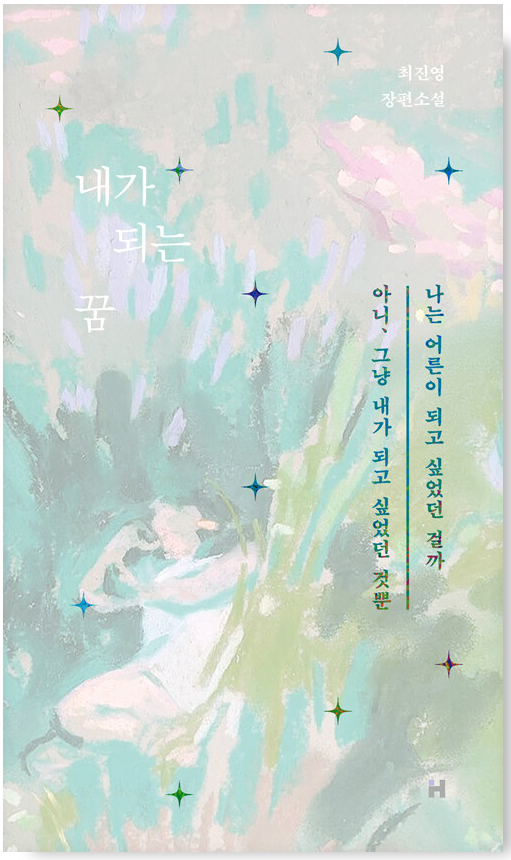 최진영
장편소설
내가
되는
꿈
나는 어른이 되고 싶었던 걸까
아니, 그냥 내가 되고 싶었던 것뿐
H